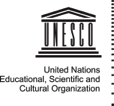 UNESCO
United Nations
Educational, Scientific and
Cultural Organization